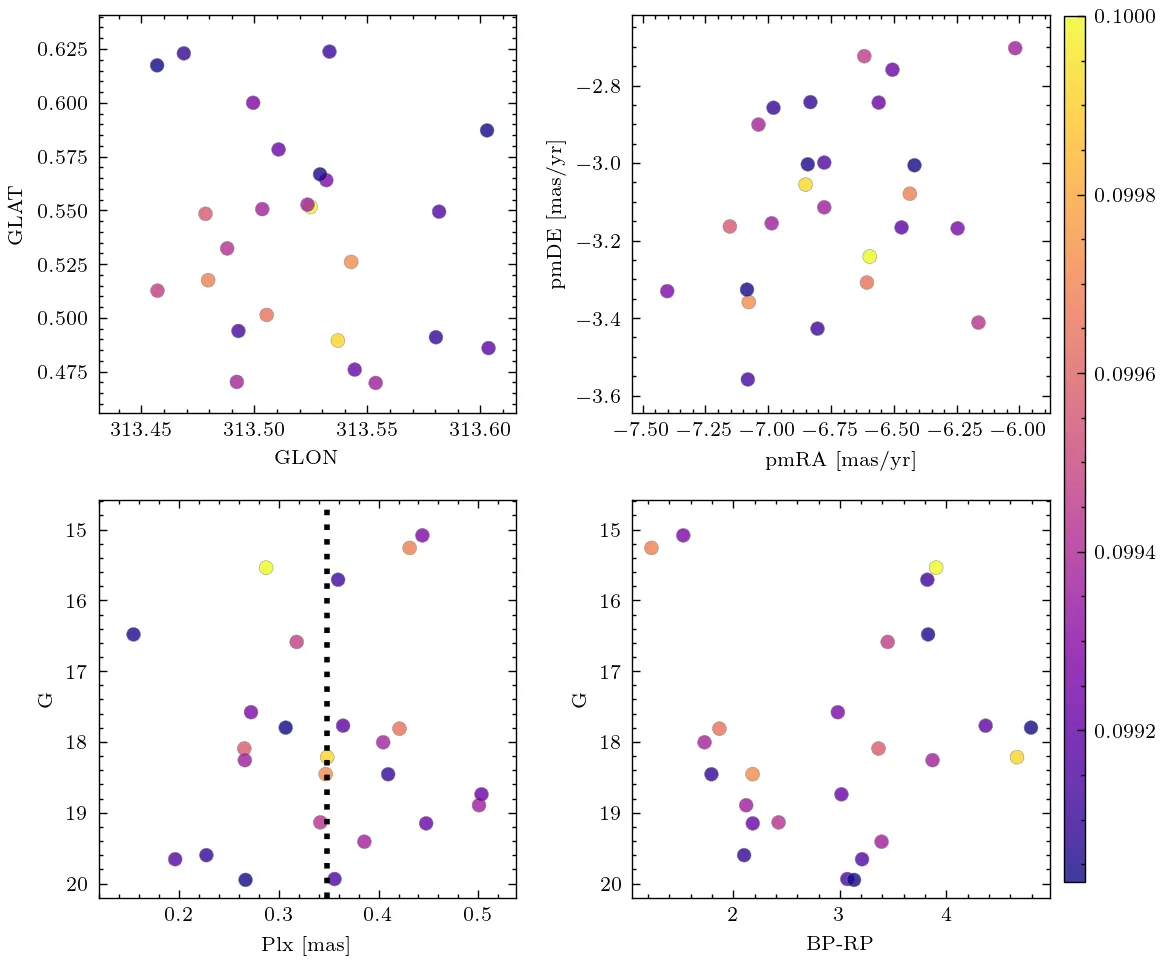 0.625
0.600
0.575
0.550
0.525
0.500
0.475
GLAT
313.45 313.50 313.55 313.60
GLON
−2.8
−3.0
−3.2
−3.4
−3.6
pmDE [mas/yr]
−7.50 −7.25 −7.00 −6.75 −6.50 −6.25 −6.00
pmRA [mas/yr]
0.1000
0.0998
0.0996
0.0994
0.0992
15
16
17
18
19
20
G
0.2 0.3 0.4 0.5
Plx [mas]
15
16
17
18
19
20
G
2 3 4
BP-RP